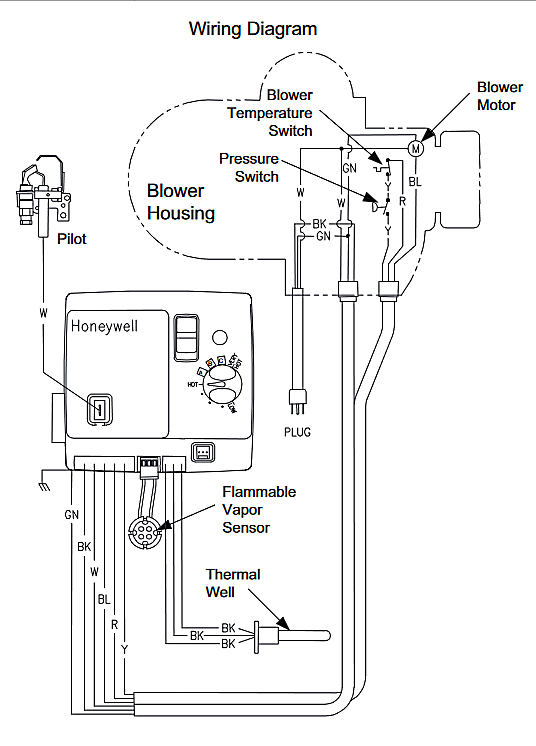 Wiring Diagram
Blower
Motor
Blower
Temperature
Switch
Pressure
Switch
M
Blower
Housing
GN
Y
BL
W
W
R
BK
GN
Y
Pilot
W
Honeywell
HOT
LOW
PLUG
Flammable
Vapor
Sensor
GN
BK
W
BL
R
Y
Thermal
Well
BK
BK
BK